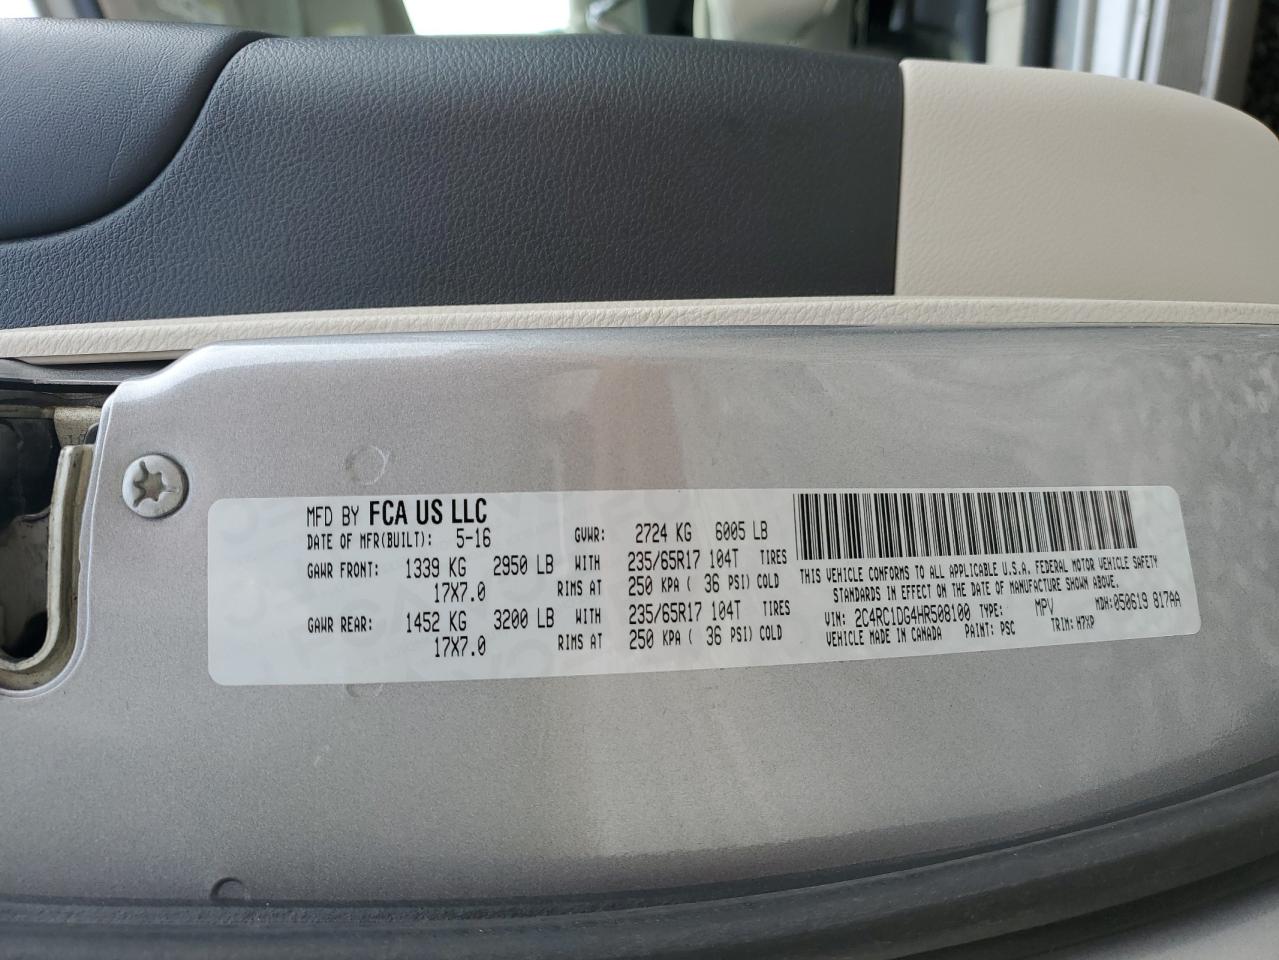 MFD BY FCA US LLC
DATE OF MFR(BUILT): 5-16 GVWR: 2724 KG 6005 LB
GAWR FRONT: 1339 KG 2950 LB WITH 235/65R17 104T TIRES
17X7.0 RIMS AT 250 KPA ( 36 PSI) COLD
GAWR REAR: 1452 KG 3200 LB WITH 235/65R17 104T TIRES
17X7.0 RIMS AT 250 KPA ( 36 PSI) COLD
THIS VEHICLE CONFORMS TO ALL APPLICABLE U.S.A. FEDERAL MOTOR VEHICLE SAFETY
STANDARDS IN EFFECT ON THE DATE OF MANUFACTURE SHOWN ABOVE.
VIN: 2C4RC1DG4HR508100 TYPE: MPV MDH:050619 817AA
VEHICLE MADE IN CANADA PAINT: PSC TRIM: H7XP